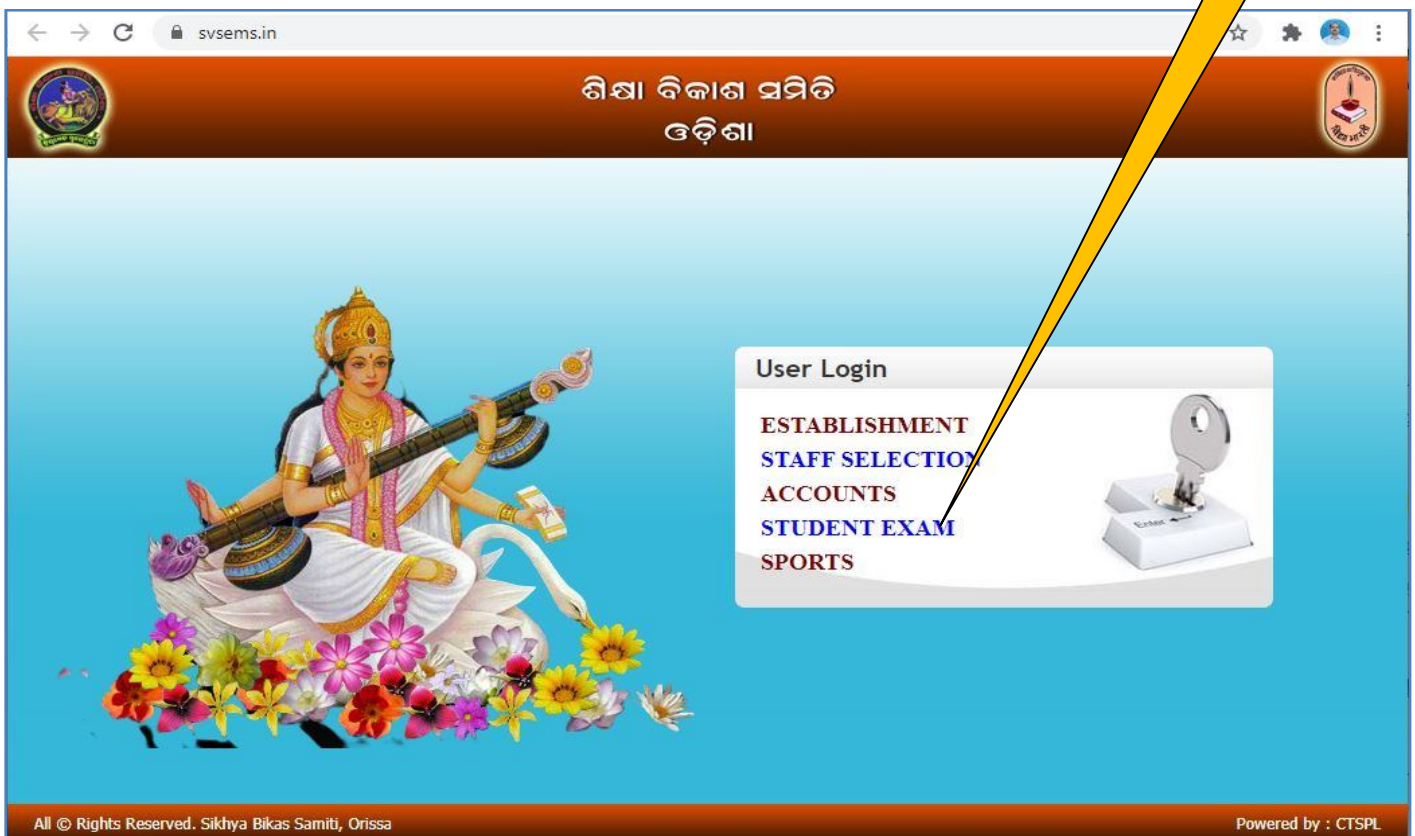 svsems.in
ଶିକ୍ଷା ବିକାଶ ସମିତି
ଓଡ଼ିଶା
User Login
ESTABLISHMENT
STAFF SELECTION
ACCOUNTS
STUDENT EXAM
SPORTS
Enter
All © Rights Reserved. Sikhya Bikas Samiti, Orissa
Powered by : CTSPL